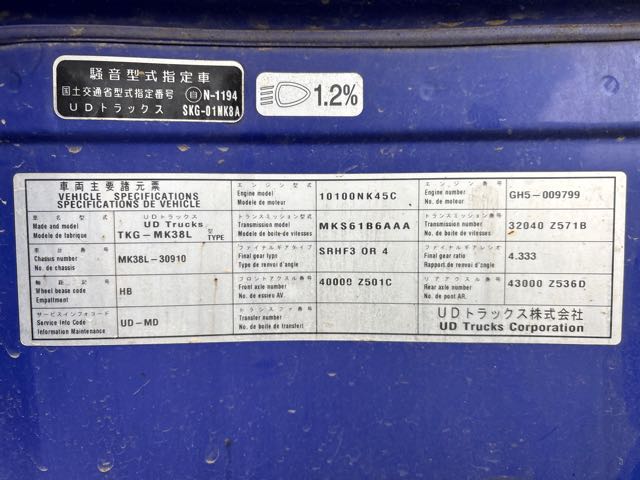 騒音型式指定車
国土交通省型式指定番号 自 N-1194
UDトラックス SKG-01MK8A
1.2%
車両主要諸元票
VEHICLE SPECIFICATIONS
SPECIFICATIONS DE VEHICLE
エンジン型式
Engine model
Modele de moteur
10100NK45C
エンジン番号
Engine number
No. de moteur
GH5-009799
車名型式
Made and model
Modele de fabrique
UDトラックス
UD Trucks
TKG-MK38L
型
TYPE
トランスミッション型式
Transmission model
Modele de boite de vitesses
MKS61B6AAA
トランスミッション番号
Transmission number
No. de boite de vitesses
32040 Z571B
車台番号
Chassus number
No. de chassis
MK38L-30910
ファイナルギアタイプ
Final gear type
Type de renvoi d'angle
SRHF3 OR 4
ファイナルギアレシオ
Final gear ratio
Rapport de renvoi d'angle
4.333
軸距記号
Wheel base code
Empattment
HB
フロントアクスル番号
Front axle number
No. de essieu AV.
40009 Z501C
リアアクスル番号
Rear axle number
No. de pont AR.
43000 Z536D
サービスインフォコード
Service Info Code
Information Maintenance
UD-MD
トランスファ番号
Transfer number
No. de boite de transfert
UDトラックス株式会社
UD Trucks Corporation